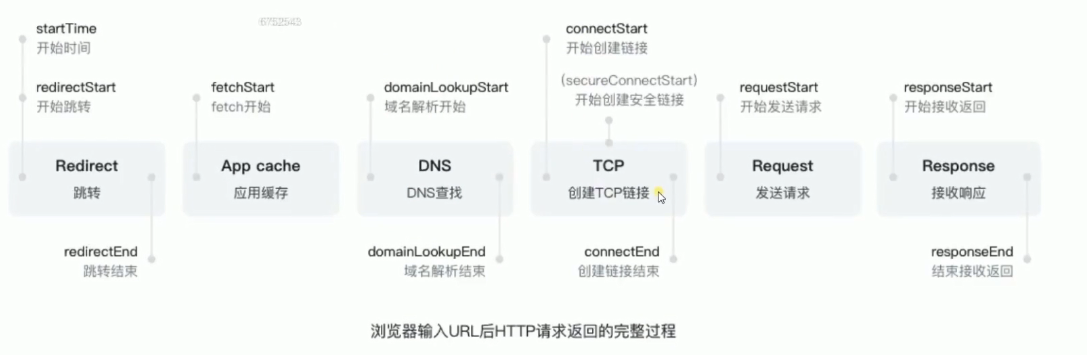 6752543
startTime
开始时间
redirectStart
开始跳转
fetchStart
fetch开始
domainLookupStart
域名解析开始
connectStart
开始创建链接
(secureConnectStart)
开始创建安全链接
requestStart
开始发送请求
responseStart
开始接收返回
Redirect
跳转
App cache
应用缓存
DNS
DNS查找
TCP
创建TCP链接
Request
发送请求
Response
接收响应
redirectEnd
跳转结束
domainLookupEnd
域名解析结束
connectEnd
创建链接结束
responseEnd
结束接收返回
浏览器输入URL后HTTP请求返回的完整过程